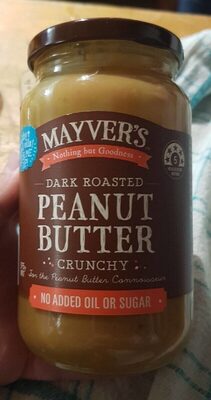 MAYVER'S
Nothing but Goodness
DARK ROASTED
PEANUT
BUTTER
CRUNCHY
For the Peanut Butter Connoisseur
NO ADDED OIL OR SUGAR